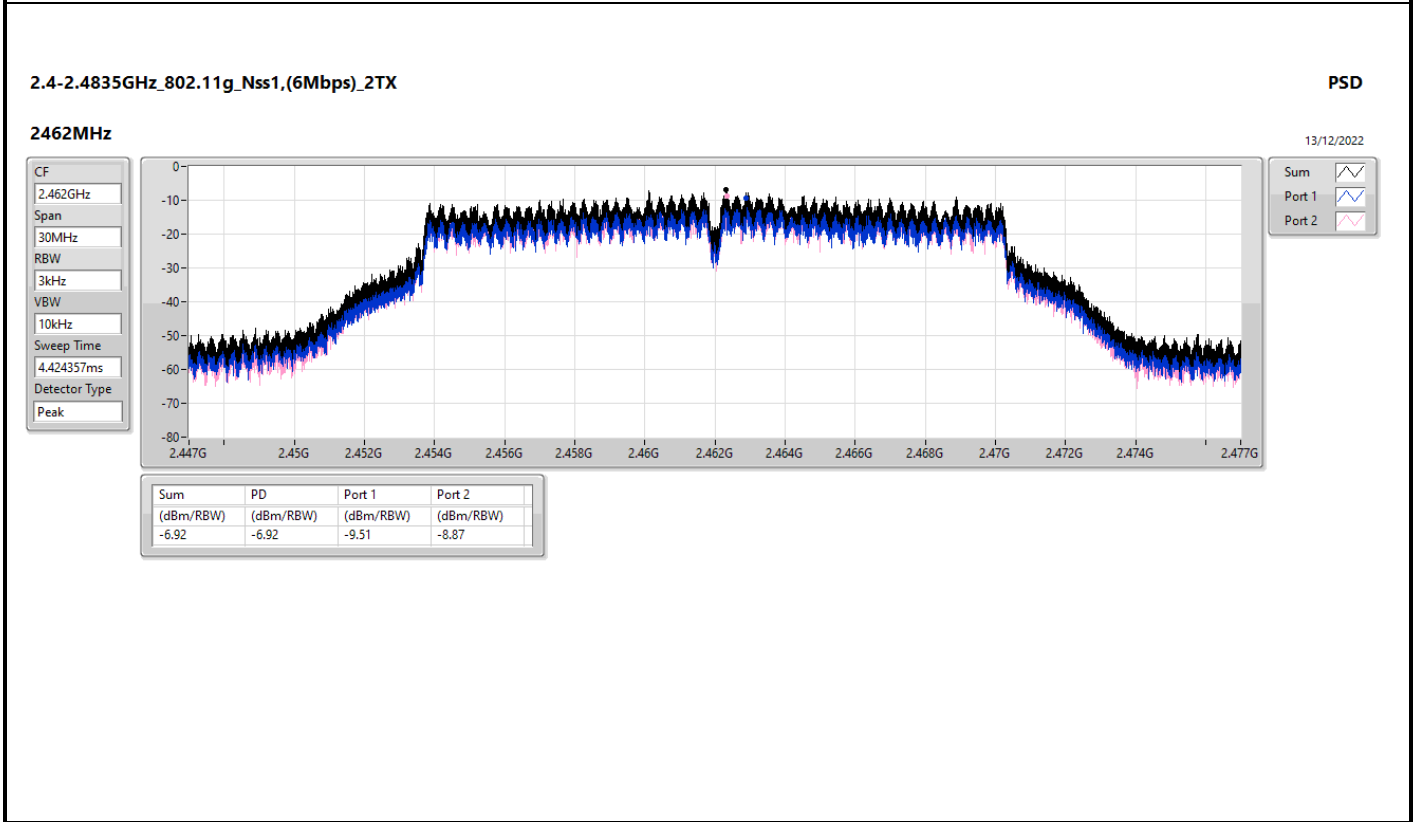 2.4-2.4835GHz_802.11g_Nss1,(6Mbps)_2TX
PSD
2462MHz
13/12/2022
CF
2.462GHz
Span
30MHz
RBW
3kHz
VBW
10kHz
Sweep Time
4.424357ms
Detector Type
Peak
0-
-10-
-20-
-30-
-40-
-50-
-60-
-70-
-80-
2.447G 2.45G 2.452G 2.454G 2.456G 2.458G 2.46G 2.462G 2.464G 2.466G 2.468G 2.47G 2.472G 2.474G 2.477G
Sum
Port 1
Port 2
Sum PD Port 1 Port 2
(dBm/RBW) (dBm/RBW) (dBm/RBW) (dBm/RBW)
-6.92 -6.92 -9.51 -8.87